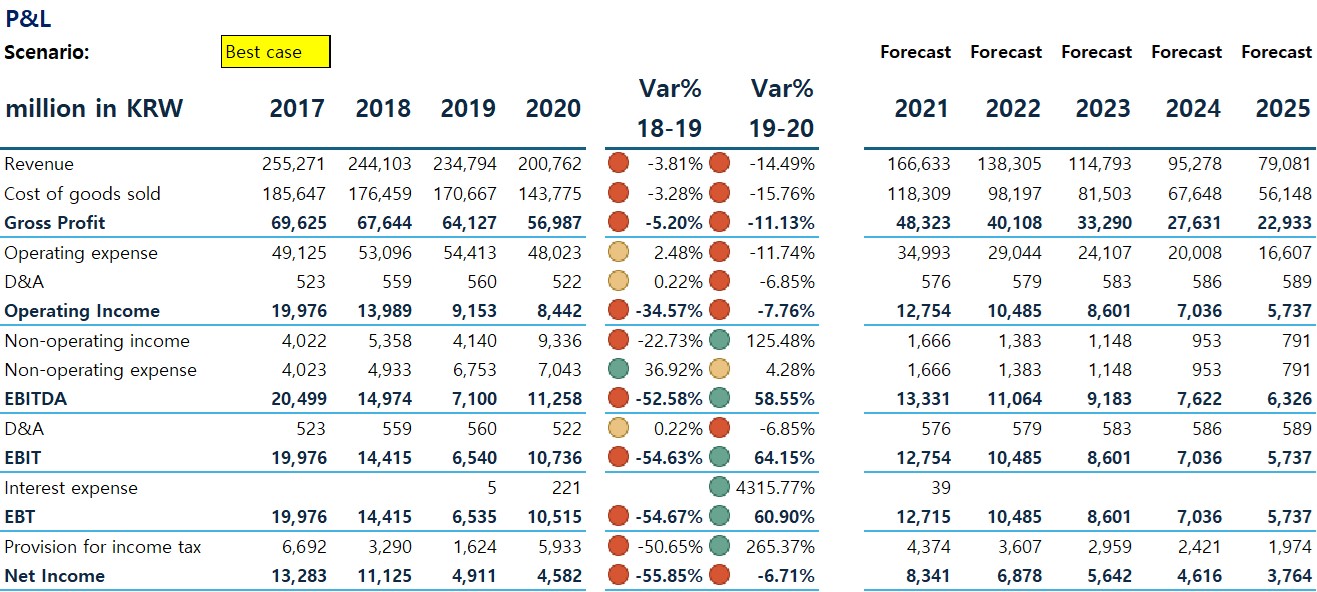 P&L
Scenario: Best case Forecast Forecast Forecast Forecast Forecast
million in KRW 2017 2018 2019 2020 Var% 18-19 Var% 19-20 2021 2022 2023 2024 2025
Revenue 255,271 244,103 234,794 200,762 -3.81% -14.49% 166,633 138,305 114,793 95,278 79,081
Cost of goods sold 185,647 176,459 170,667 143,775 -3.28% -15.76% 118,309 98,197 81,503 67,648 56,148
Gross Profit 69,625 67,644 64,127 56,987 -5.20% -11.13% 48,323 40,108 33,290 27,631 22,933
Operating expense 49,125 53,096 54,413 48,023 2.48% -11.74% 34,993 29,044 24,107 20,008 16,607
D&A 523 559 560 522 0.22% -6.85% 576 579 583 586 589
Operating Income 19,976 13,989 9,153 8,442 -34.57% -7.76% 12,754 10,485 8,601 7,036 5,737
Non-operating income 4,022 5,358 4,140 9,336 -22.73% 125.48% 1,666 1,383 1,148 953 791
Non-operating expense 4,023 4,933 6,753 7,043 36.92% 4.28% 1,666 1,383 1,148 953 791
EBITDA 20,499 14,974 7,100 11,258 -52.58% 58.55% 13,331 11,064 9,183 7,622 6,326
D&A 523 559 560 522 0.22% -6.85% 576 579 583 586 589
EBIT 19,976 14,415 6,540 10,736 -54.63% 64.15% 12,754 10,485 8,601 7,036 5,737
Interest expense 5 221 4315.77% 39
EBT 19,976 14,415 6,535 10,515 -54.67% 60.90% 12,715 10,485 8,601 7,036 5,737
Provision for income tax 6,692 3,290 1,624 5,933 -50.65% 265.37% 4,374 3,607 2,959 2,421 1,974
Net Income 13,283 11,125 4,911 4,582 -55.85% -6.71% 8,341 6,878 5,642 4,616 3,764